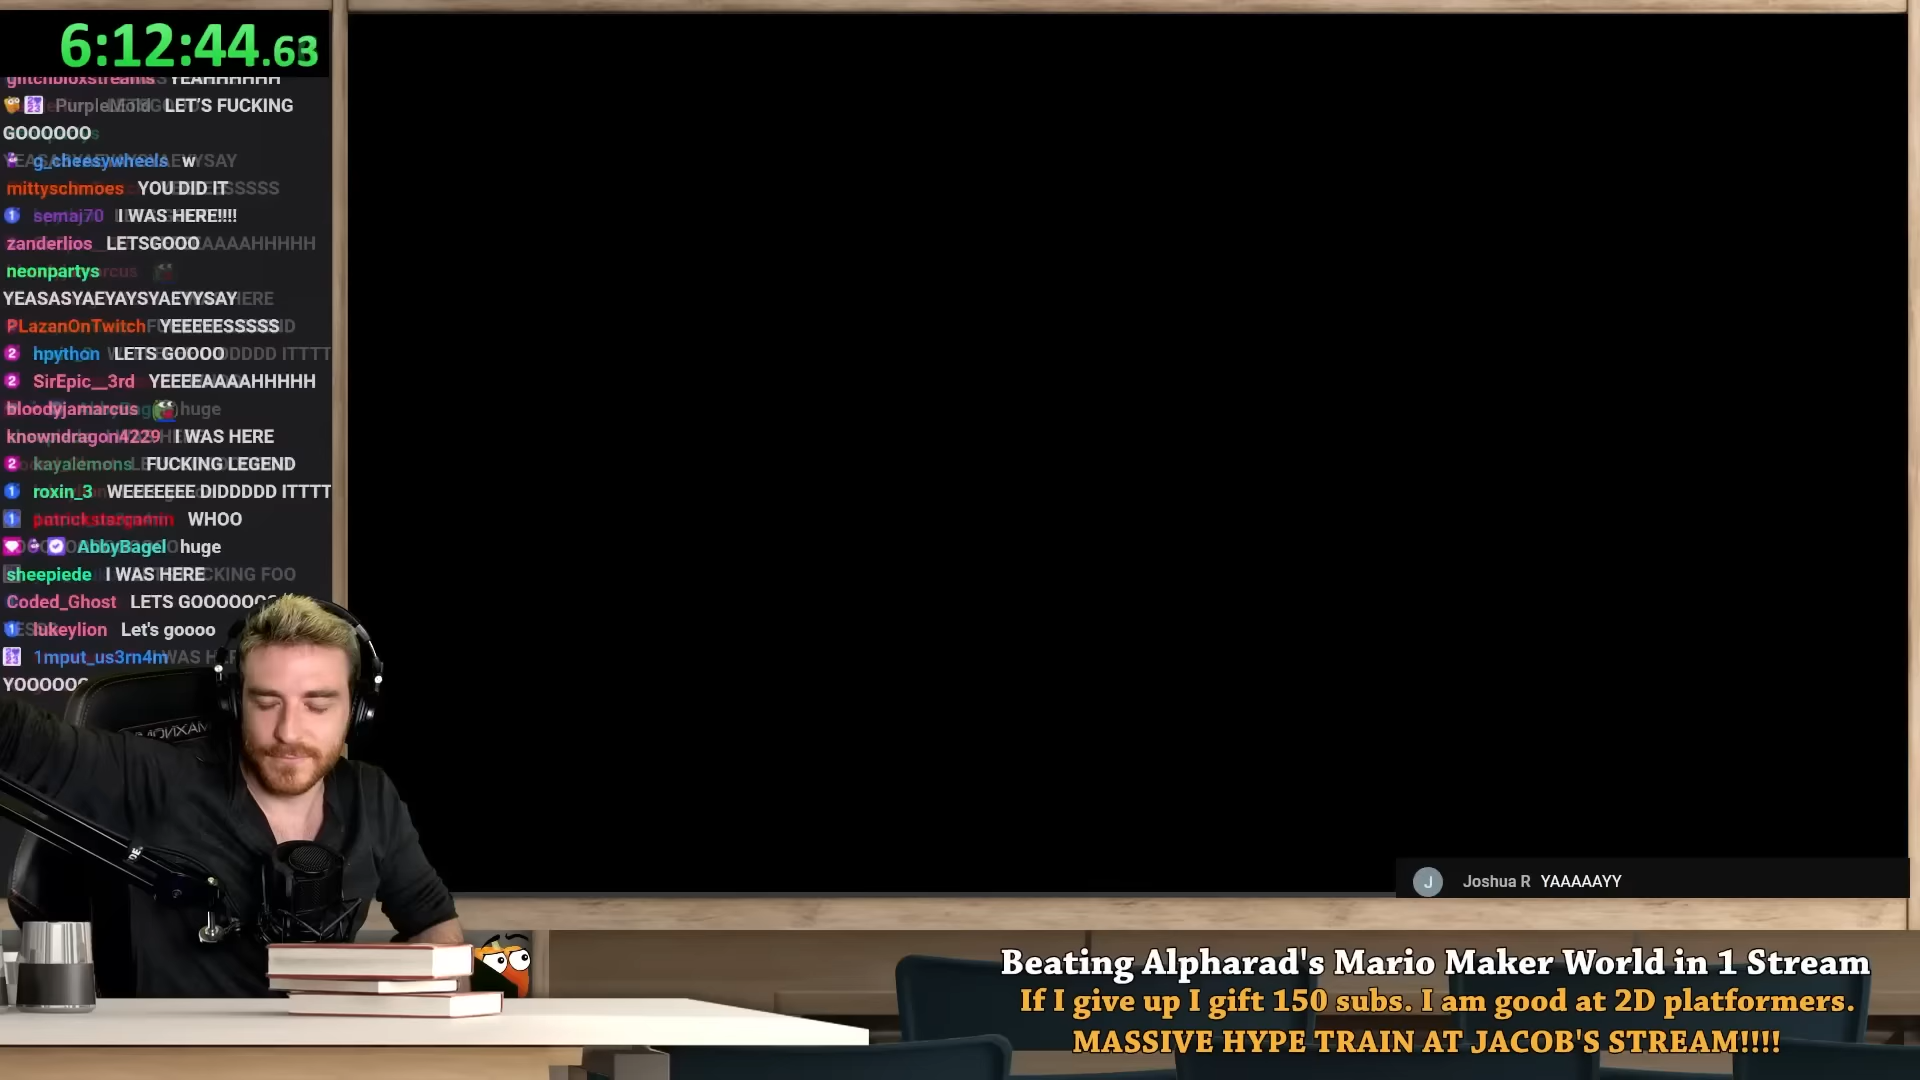 6:12:44.63
glitchbloxstreams YEAHHHHHH
PurpleMold LET'S FUCKING
GOOOOOO
g_cheesywheels w
mittyschmoes YOU DID IT
semaj70 I WAS HERE!!!!
zanderlios LETSGOOO
neonpartys
YEASASYAEYAYSYAEYYSAY
PLazanOnTwitch YEEEEESSSSS
hpython LETS GOOOO
SirEpic__3rd YEEEEAAAAHHHHH
bloodyjamarcus
knowndragon4229 I WAS HERE
kayalemons FUCKING LEGEND
roxin_3 WEEEEEEE DIDDDDD ITTTT
WHOO
AbbyBagel huge
sheepiede I WAS HERE
Coded_Ghost LETS GOOOOOO
lukeylion Let's goooo
1mput_us3rn4m
YOOOOOO
J Joshua R YAAAAAYY
Beating Alpharad's Mario Maker World in 1 Stream
If I give up I gift 150 subs. I am good at 2D platformers.
MASSIVE HYPE TRAIN AT JACOB'S STREAM!!!!